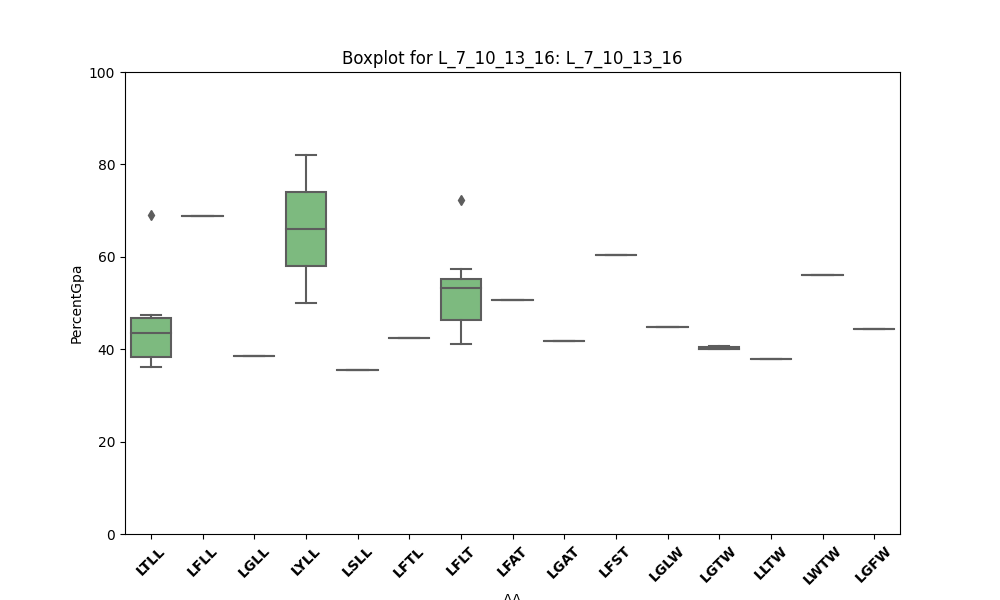 Boxplot for L_7_10_13_16: L_7_10_13_16
100
80
60
40
20
0
PercentGpa
LTLL LFLL LGLL LYLL LSLL LFTL LFLT LFAT LGAT LFST LGLW LGTW LLTW LWTW LGFW
AA